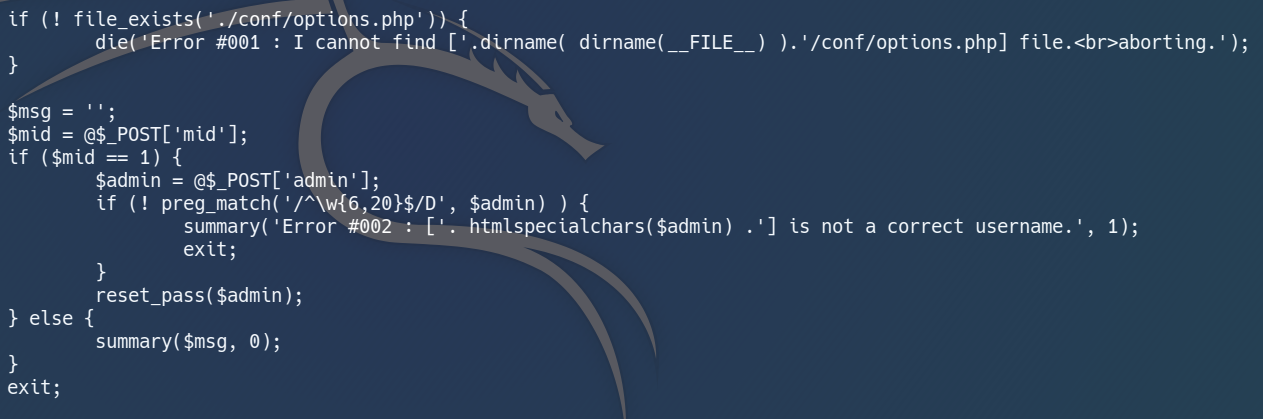 if (! file_exists('./conf/options.php')) {
        die('Error #001 : I cannot find ['.dirname( dirname(__FILE__) ).'/conf/options.php] file.<br>aborting.');
}

$msg = '';
$mid = @$_POST['mid'];
if ($mid == 1) {
        $admin = @$_POST['admin'];
        if (! preg_match('/^\w{6,20}$/D', $admin) ) {
                summary('Error #002 : ['. htmlspecialchars($admin) .'] is not a correct username.', 1);
                exit;
        }
        reset_pass($admin);
} else {
        summary($msg, 0);
}
exit;